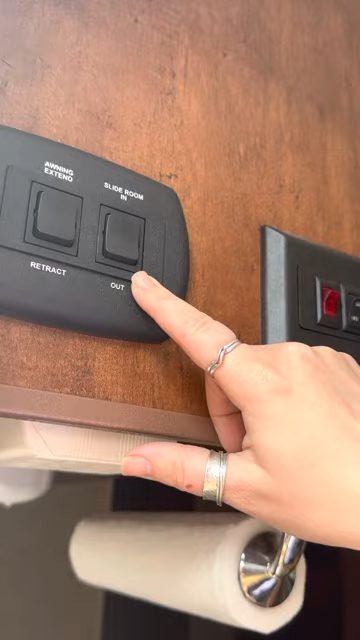 AWNING
EXTEND
RETRACT
SLIDE ROOM
IN
OUT